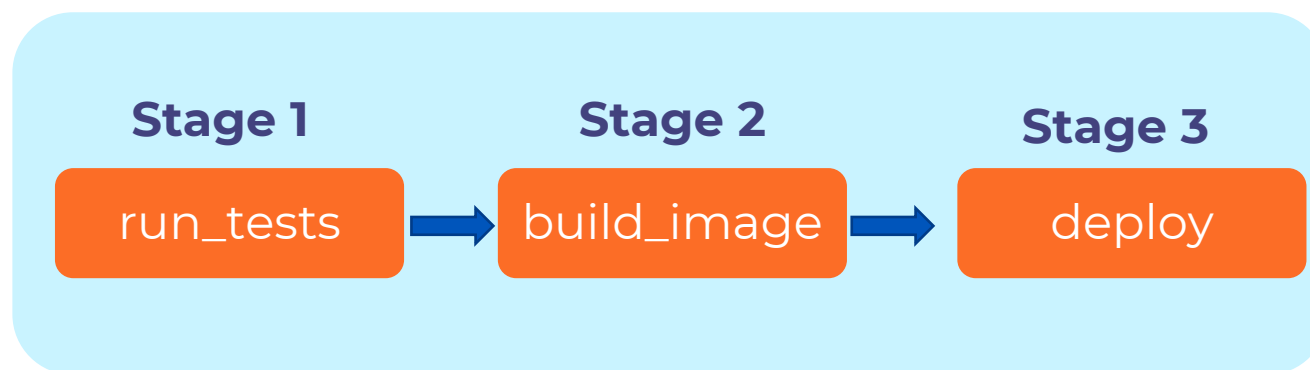 Stage 1
run_tests
Stage 2
build_image
Stage 3
deploy